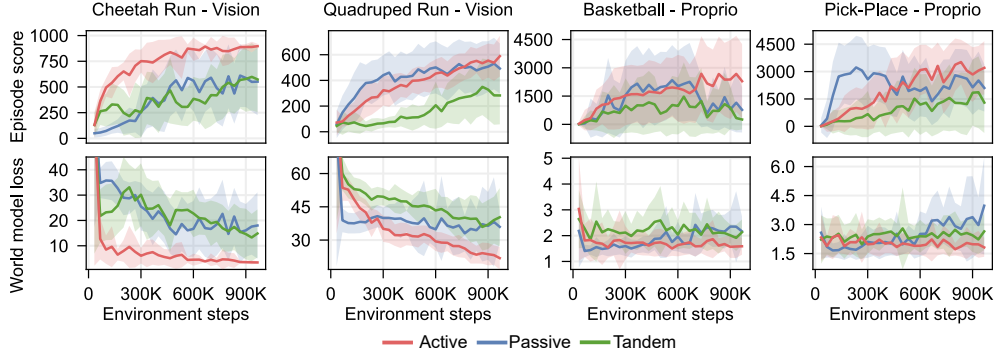 Cheetah Run - Vision
Quadruped Run - Vision
Basketball - Proprio
Pick-Place - Proprio
Episode score
1000
750
500
250
0
600
400
200
0
4500
3000
1500
0
4500
3000
1500
0
World model loss
40
30
20
10
60
45
30
5
4
3
2
1
6.0
4.5
3.0
1.5
0 300K 600K 900K
0 300K 600K 900K
0 300K 600K 900K
0 300K 600K 900K
Environment steps
Environment steps
Environment steps
Environment steps
Active Passive Tandem